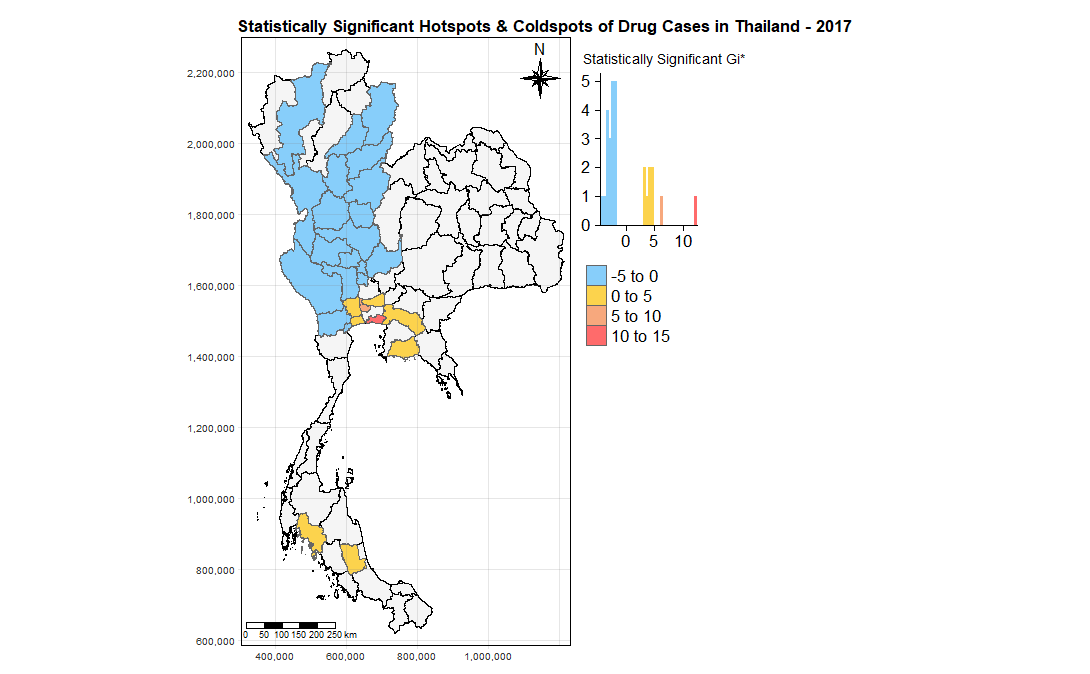 Statistically Significant Hotspots & Coldspots of Drug Cases in Thailand - 2017
N
2,200,000
2,000,000
1,800,000
1,600,000
1,400,000
1,200,000
1,000,000
800,000
600,000
0 50 100 150 200 250 km
400,000 600,000 800,000 1,000,000
Statistically Significant Gi*
5
4
3
2
1
0
0 5 10
-5 to 0
0 to 5
5 to 10
10 to 15